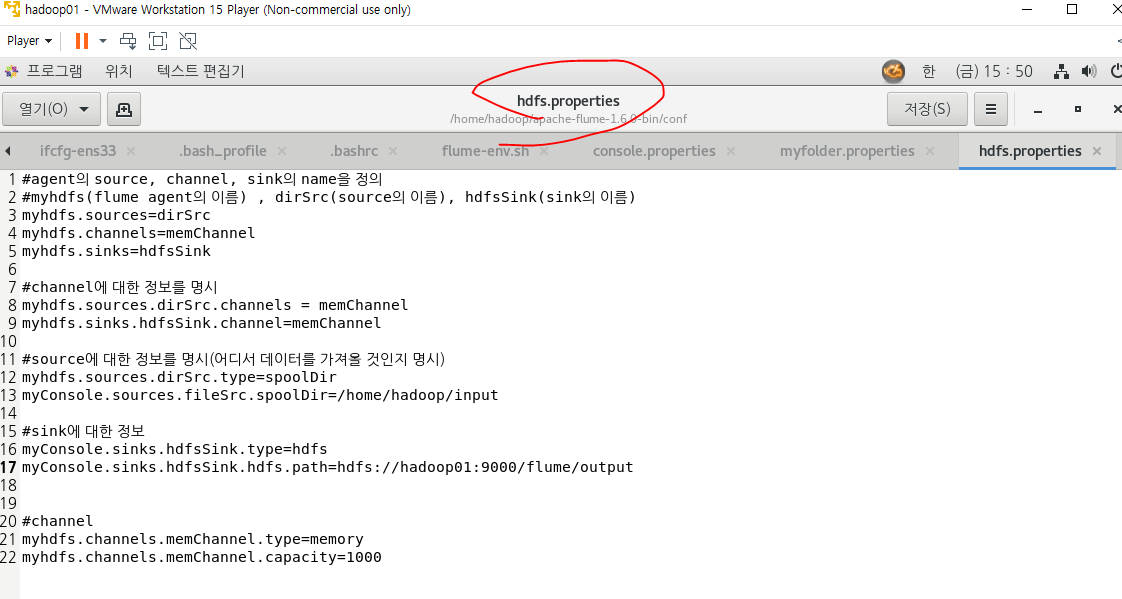 hadoop01 - VMware Workstation 15 Player (Non-commercial use only)
Player
프로그램 위치 텍스트 편집기 한 (금) 15 : 50
열기(O) hdfs.properties 저장(S)
/home/hadoop/apache-flume-1.6.0-bin/conf
ifcfg-ens33 .bash_profile .bashrc flume-env.sh console.properties myfolder.properties hdfs.properties
1 #agent의 source, channel, sink의 name을 정의
2 #myhdfs(flume agent의 이름) , dirSrc(source의 이름), hdfsSink(sink의 이름)
3 myhdfs.sources=dirSrc
4 myhdfs.channels=memChannel
5 myhdfs.sinks=hdfsSink
6
7 #channel에 대한 정보를 명시
8 myhdfs.sources.dirSrc.channels = memChannel
9 myhdfs.sinks.hdfsSink.channel=memChannel
10
11 #source에 대한 정보를 명시(어디서 데이터를 가져올 것인지 명시)
12 myhdfs.sources.dirSrc.type=spoolDir
13 myConsole.sources.fileSrc.spoolDir=/home/hadoop/input
14
15 #sink에 대한 정보
16 myConsole.sinks.hdfsSink.type=hdfs
17 myConsole.sinks.hdfsSink.hdfs.path=hdfs://hadoop01:9000/flume/output
18
19
20 #channel
21 myhdfs.channels.memChannel.type=memory
22 myhdfs.channels.memChannel.capacity=1000